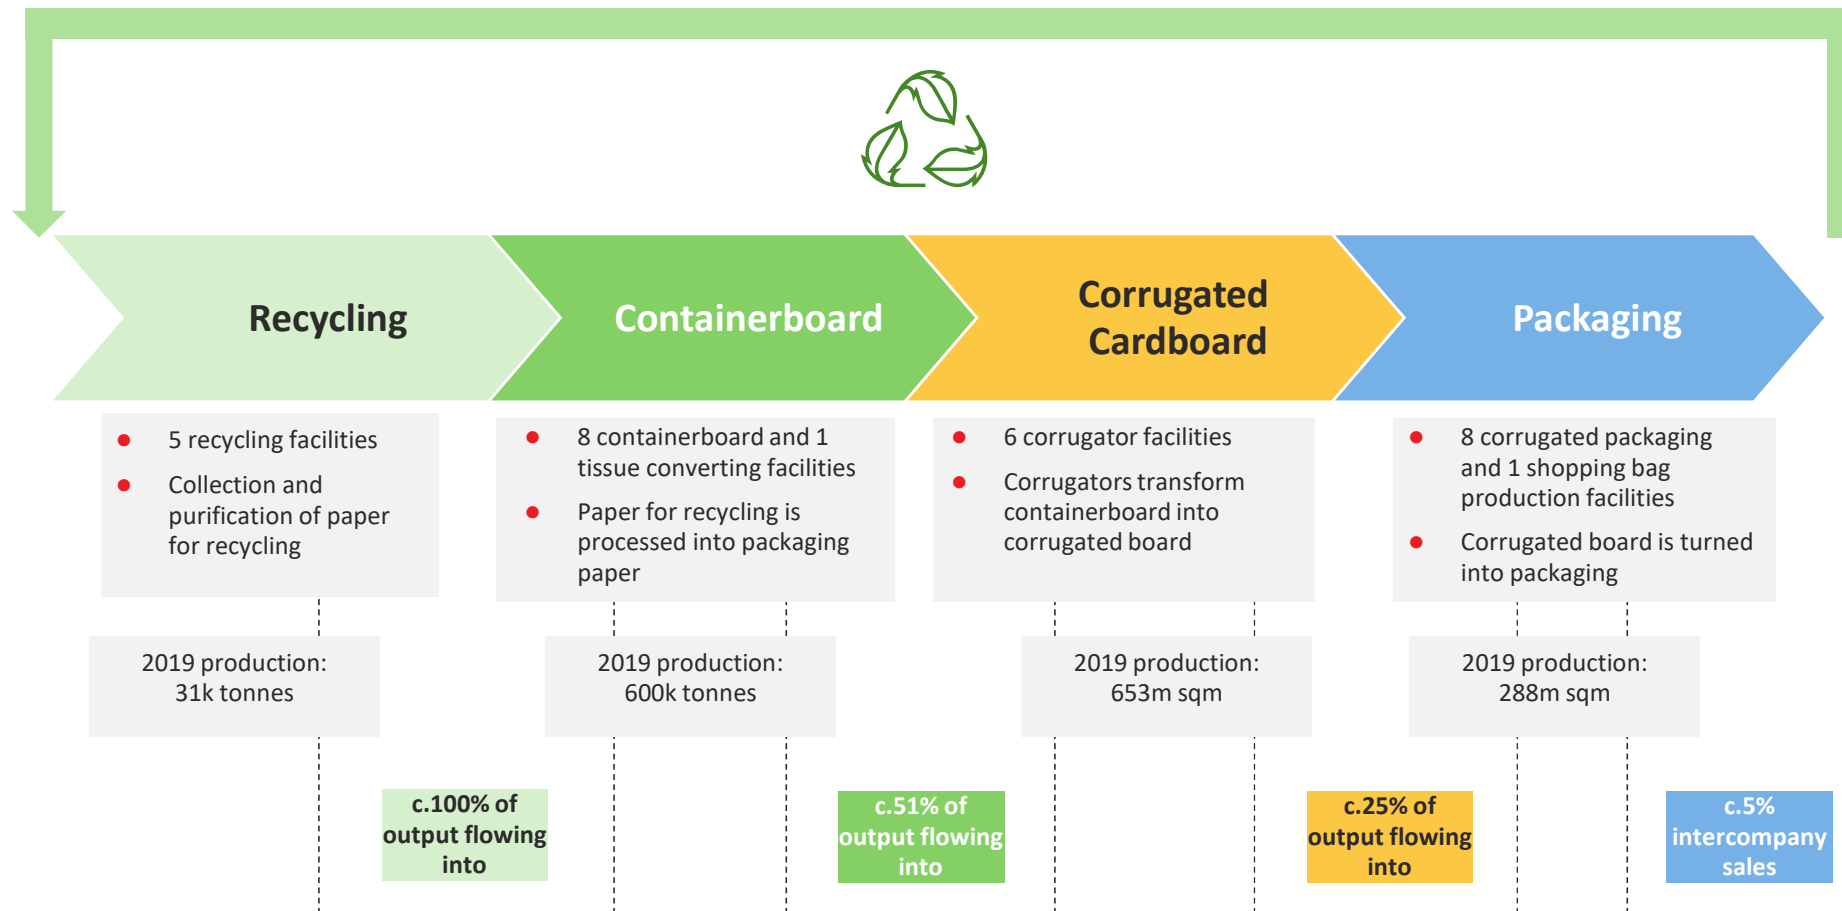 Recycling
Containerboard
Corrugated
Cardboard
Packaging
5 recycling facilities
Collection and
purification of paper
for recycling
8 containerboard and 1
tissue converting facilities
Paper for recycling is
processed into packaging
paper
6 corrugator facilities
Corrugators transform
containerboard into
corrugated board
8 corrugated packaging
and 1 shopping bag
production facilities
Corrugated board is turned
into packaging
2019 production:
31k tonnes
2019 production:
600k tonnes
2019 production:
653m sqm
2019 production:
288m sqm
c.100% of
output flowing
into
c.51% of
output flowing
into
c.25% of
output flowing
into
c.5%
intercompany
sales